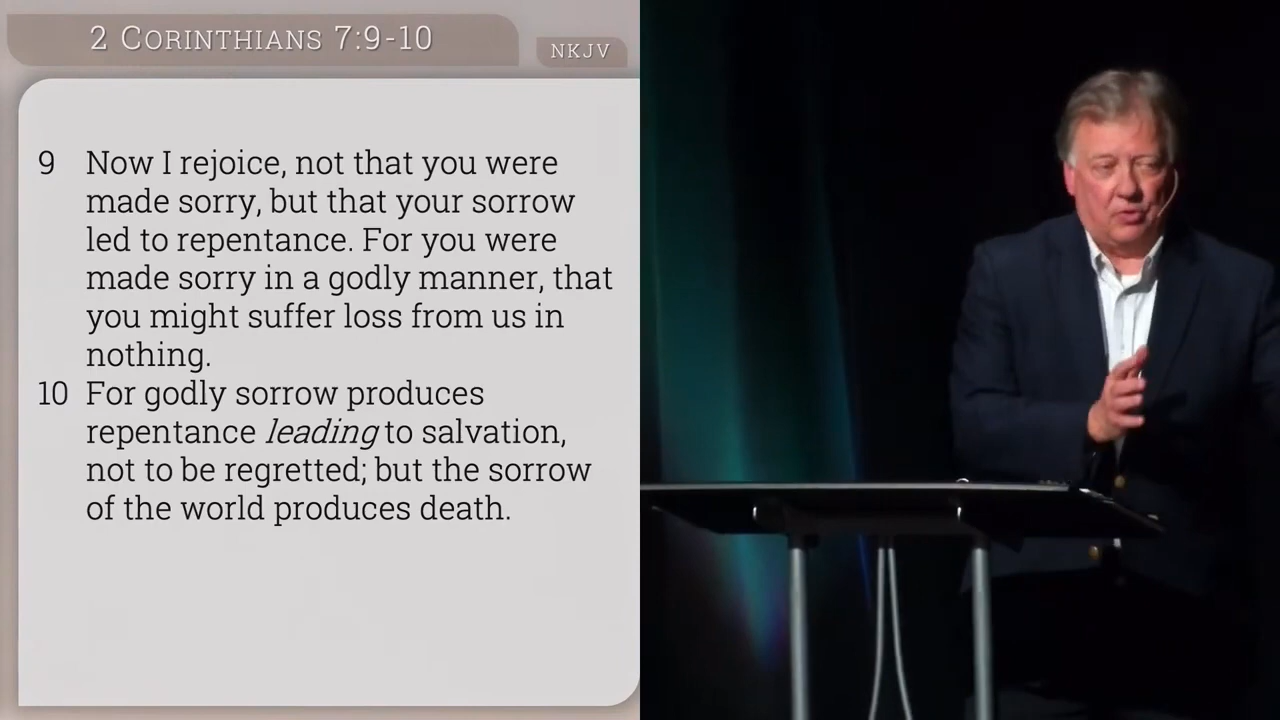 2 Corinthians 7:9-10
NKJV
9 Now I rejoice, not that you were
made sorry, but that your sorrow
led to repentance. For you were
made sorry in a godly manner, that
you might suffer loss from us in
nothing.
10 For godly sorrow produces
repentance leading to salvation,
not to be regretted; but the sorrow
of the world produces death.